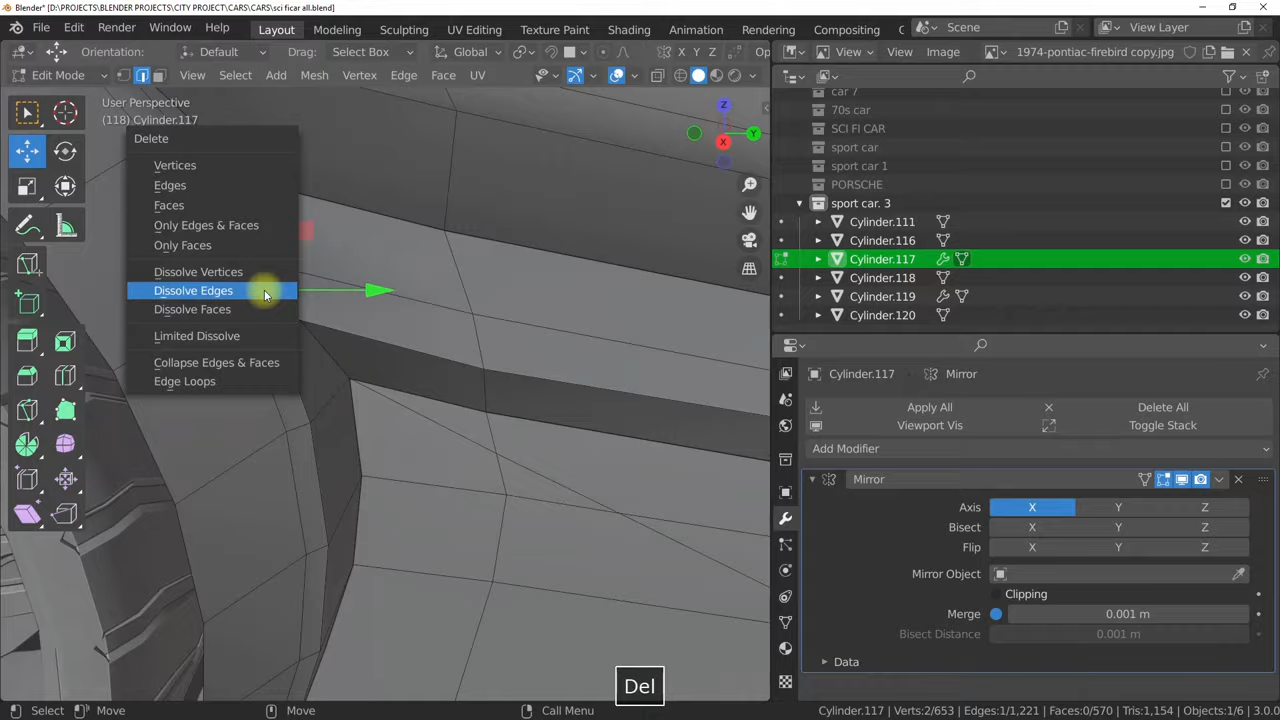 Blender* [D:\PROJECTS\BLENDER PROJECTS\CITY PROJECT\CARS\CARS\sci ficar all.blend]
File Edit Render Window Help Layout Modeling Sculpting UV Editing Texture Paint Shading Animation Rendering Compositing Scene View Layer
Orientation: Default Drag: Select Box Global X Y Z Op View View Image 1974-pontiac-firebird copy.jpg
Edit Mode View Select Add Mesh Vertex Edge Face UV
User Perspective
(118) Cylinder.117
Delete
Vertices
Edges
Faces
Only Edges & Faces
Only Faces
Dissolve Vertices
Dissolve Edges
Dissolve Faces
Limited Dissolve
Collapse Edges & Faces
Edge Loops
Z
Y
X
car 7
70s car
SCI FI CAR
sport car
sport car 1
PORSCHE
sport car. 3
Cylinder.111
Cylinder.116
Cylinder.117
Cylinder.118
Cylinder.119
Cylinder.120
Cylinder.117 Mirror
Apply All Delete All
Viewport Vis Toggle Stack
Add Modifier
Mirror
Axis X Y Z
Bisect X Y Z
Flip X Y Z
Mirror Object
Clipping
Merge 0.001 m
Bisect Distance 0.001 m
Data
Del
Select Move Move Call Menu Cylinder.117 | Verts:2/653 | Edges:1/1,221 | Faces:0/570 | Tris:1,154 | Objects:1/6 | 3.0.0